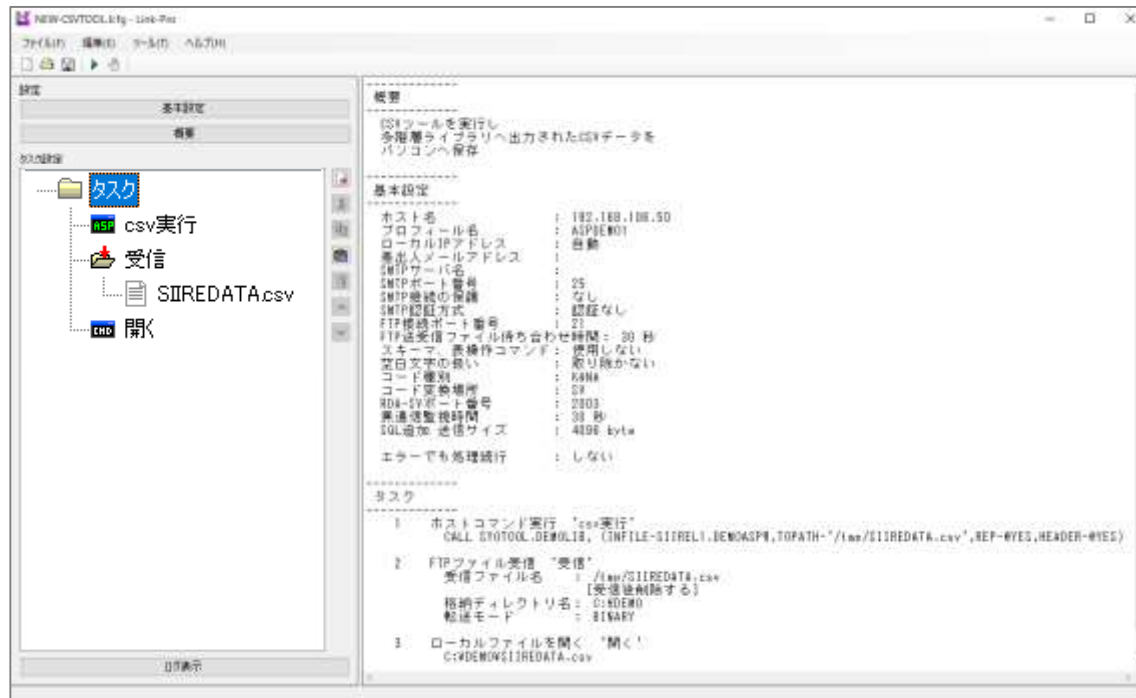 NEW-CSVTOOL.kfg - Link-Pas
ファイル(F) 編集(E) ツール(T) ヘルプ(H)
設定
基本設定
概要
タスク設定
タスク
csv実行
受信
SIIREDATA.csv
開く
ログ表示
-------------
概要
-------------
CSVツールを実行し
多階層ライブラリへ出力されたCSVデータを
パソコンへ保存
-------------
基本設定
-------------
ホスト名 : 192.168.106.50
プロフィール名 : ASPDEMO1
ローカルIPアドレス : 自動
差出人メールアドレス :
SMTPサーバ名 :
SMTPポート番号 : 25
SMTP接続の保護 : なし
SMTP認証方式 : 認証なし
FTP接続ポート番号 : 21
FTP送受信ファイル待ち合わせ時間 : 30 秒
スキーマ、表操作コマンド : 使用しない
空白文字の扱い : 取り除かない
コード種別 : KANA
コード変換場所 : SV
RDA-SVポート番号 : 2003
無通信監視時間 : 30 秒
SQL追加 送信サイズ : 4096 byte
エラーでも処理続行 : しない
-------------
タスク
-------------
1 ホストコマンド実行 "csv実行"
CALL SYOTOOL.DEMOLIB, (INFILE-SIIREL1.DEMOASP@,TOPATH-'/tmp/SIIREDATA.csv',REP-@YES,HEADER-@YES)
2 FTPファイル受信 "受信"
受信ファイル名 : /tmp/SIIREDATA.csv
[受信後削除する]
格納ディレクトリ名 : C:¥DEMO
転送モード : BINARY
3 ローカルファイルを開く "開く"
C:¥DEMO¥SIIREDATA.csv